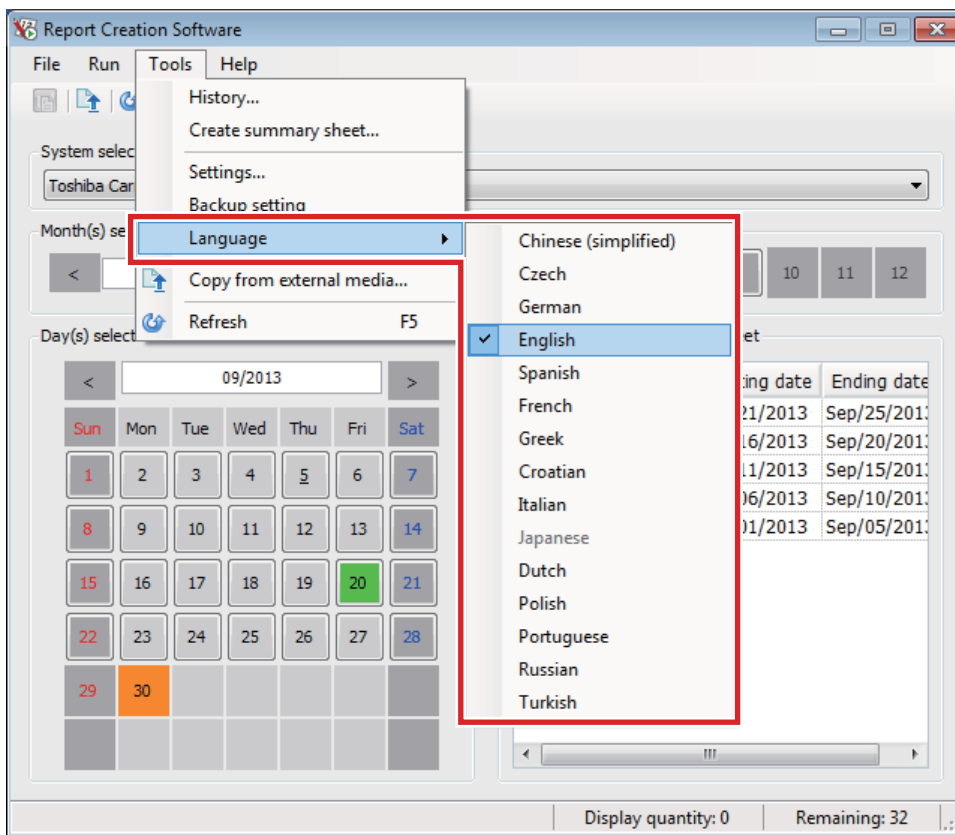 Report Creation Software
File Run Tools Help
History...
Create summary sheet...
System selec
Settings...
Toshiba Car
Backup setting
Month(s) se
Language
Chinese (simplified)
< 10 11 12
Czech
Copy from external media...
German
Refresh F5
Day(s) select
English
et
Spanish
< 09/2013 >
ing date Ending date
French
21/2013 Sep/25/201
Sun Mon Tue Wed Thu Fri Sat
Greek
16/2013 Sep/20/201
1 2 3 4 5 6 7
Croatian
11/2013 Sep/15/201
Italian
06/2013 Sep/10/201
8 9 10 11 12 13 14
Japanese
01/2013 Sep/05/201
Dutch
15 16 17 18 19 20 21
Polish
22 23 24 25 26 27 28
Portuguese
Russian
29 30
Turkish
Display quantity: 0 Remaining: 32